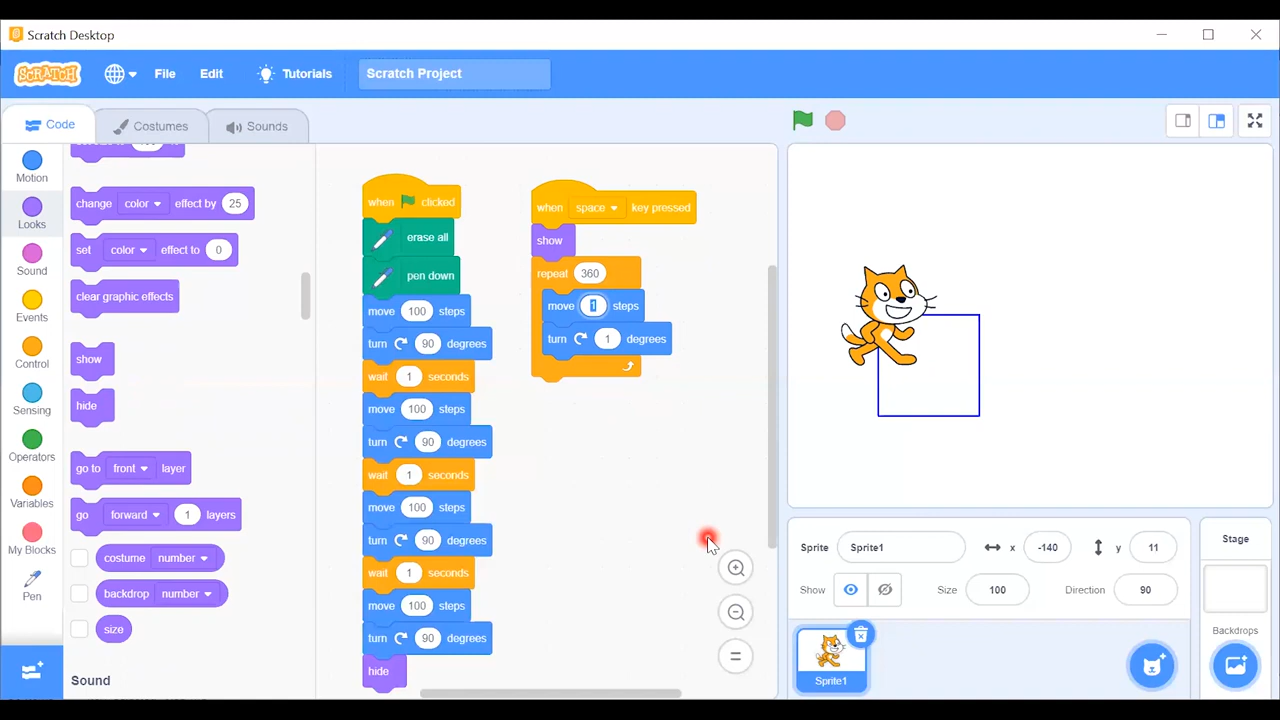 Scratch Desktop
SCRATCH
File
Edit
Tutorials
Scratch Project
Code
Costumes
Sounds
Motion
Looks
Sound
Events
Control
Sensing
Operators
Variables
My Blocks
Pen
change color effect by 25
set color effect to 0
clear graphic effects
show
hide
go to front layer
go forward 1 layers
costume number
backdrop number
size
Sound
when clicked
erase all
pen down
move 100 steps
turn 90 degrees
wait 1 seconds
move 100 steps
turn 90 degrees
wait 1 seconds
move 100 steps
turn 90 degrees
wait 1 seconds
move 100 steps
turn 90 degrees
hide
when space key pressed
show
repeat 360
move 1 steps
turn 1 degrees
Sprite Sprite1 x -140 y 11
Show Size 100 Direction 90
Sprite1
Stage
Backdrops